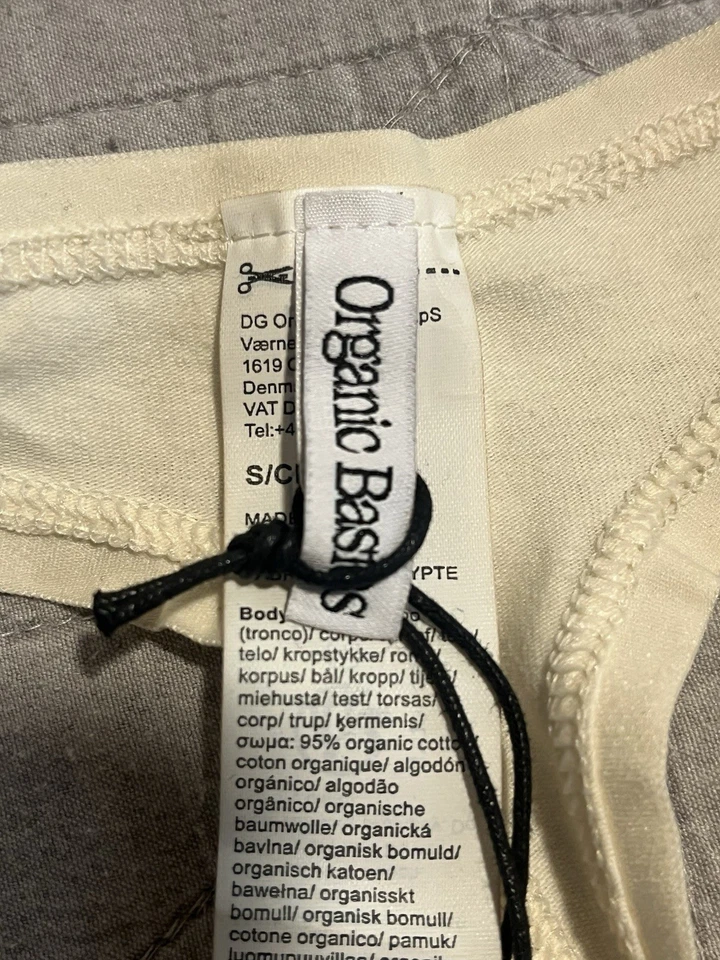 Organic Basics
DG Or pS
Værne
1619
Denm
VAT D
Tel:+4
S/C
MADE
YPTE
Body
(tronco)/
telo/ kropstykke/
korpus/ bål/ kropp/
miehusta/ test/ torsas/
corp/ trup/ ķermenis/
σωμα: 95% organic cotto
coton organique/ algodón
orgánico/ algodão
orgânico/ organische
baumwolle/ organická
bavlna/ organisk bomuld/
organisch katoen/
bawełna/ organisskt
bomull/ organisk bomull/
cotone organico/ pamuk/